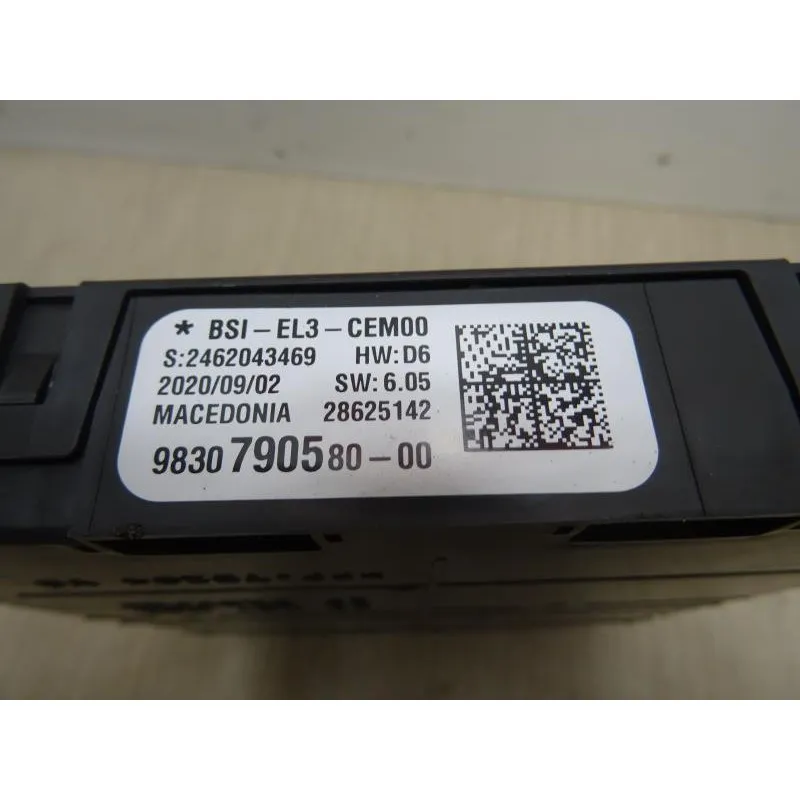 * BSI-EL3-CEM00
S:2462043469 HW:D6
2020/09/02 SW:6.05
MACEDONIA 28625142
9830790580-00